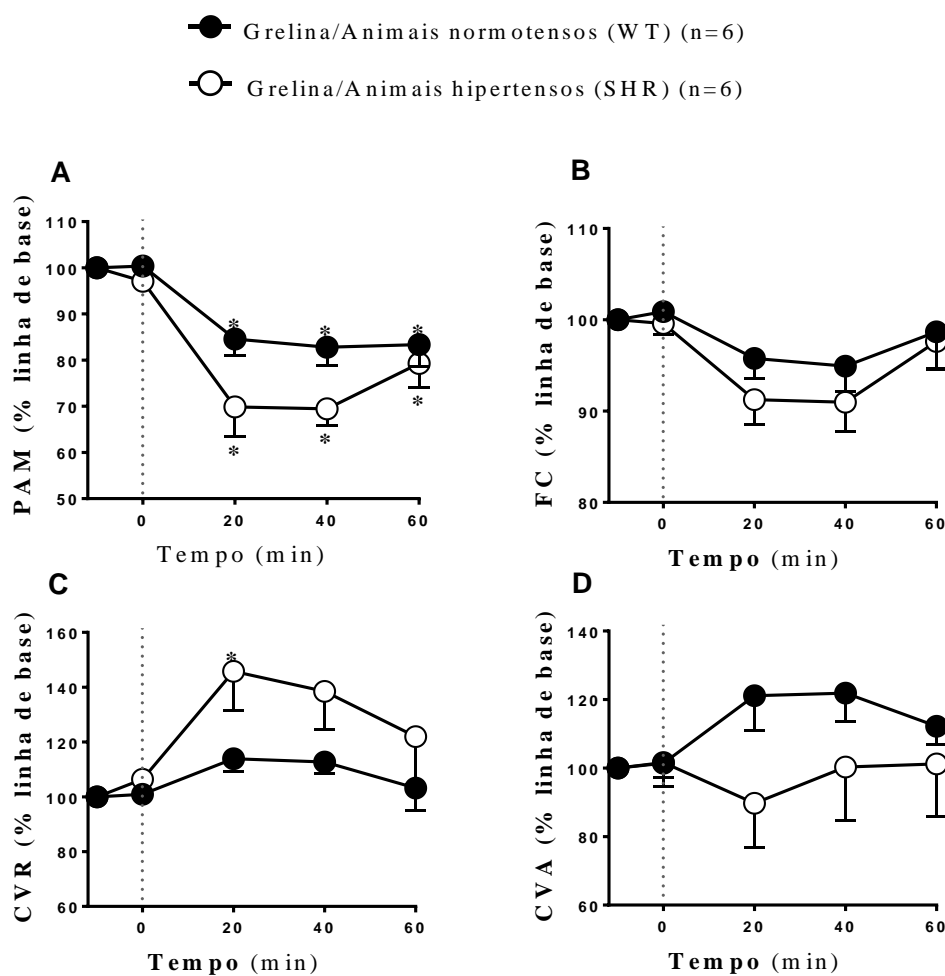 Grelina/Animais normotensos (WT) (n=6)
Grelina/Animais hipertensos (SHR) (n=6)
A
PAM (% linha de base)
110
100
90
80
70
60
50
* * *
* * *
0 20 40 60
Tempo (min)
B
FC (% linha de base)
110
100
90
80
0 20 40 60
Tempo (min)
C
CVR (% linha de base)
160
140
120
100
80
60
*
0 20 40 60
Tempo (min)
D
CVA (% linha de base)
140
120
100
80
60
0 20 40 60
Tempo (min)